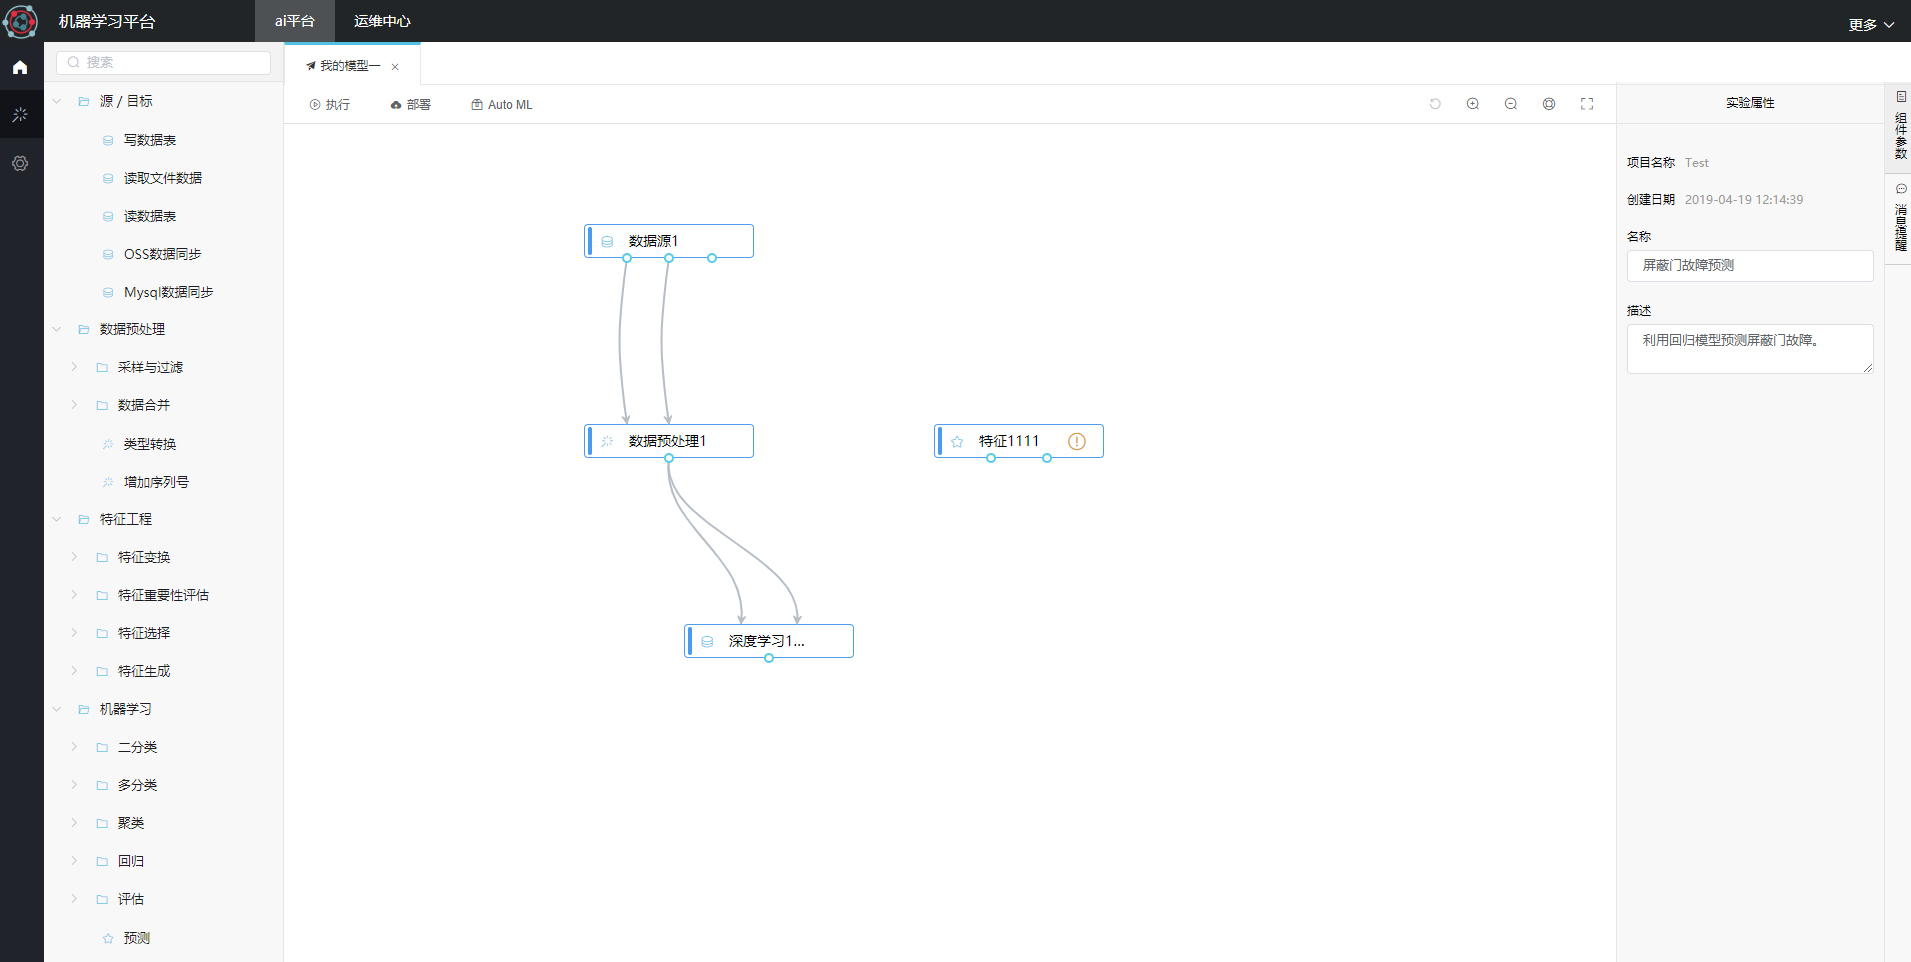 机器学习平台
ai平台
运维中心
更多
搜索
源 / 目标
写数据表
读取文件数据
读数据表
OSS数据同步
Mysql数据同步
数据预处理
采样与过滤
数据合并
类型转换
增加序列号
特征工程
特征变换
特征重要性评估
特征选择
特征生成
机器学习
二分类
多分类
聚类
回归
评估
预测
我的模型一
执行
部署
Auto ML
数据源1
数据预处理1
特征1111
深度学习1...
实验属性
项目名称 Test
创建日期 2019-04-19 12:14:39
名称
屏蔽门故障预测
描述
利用回归模型预测屏蔽门故障。
组件参数
消息提醒